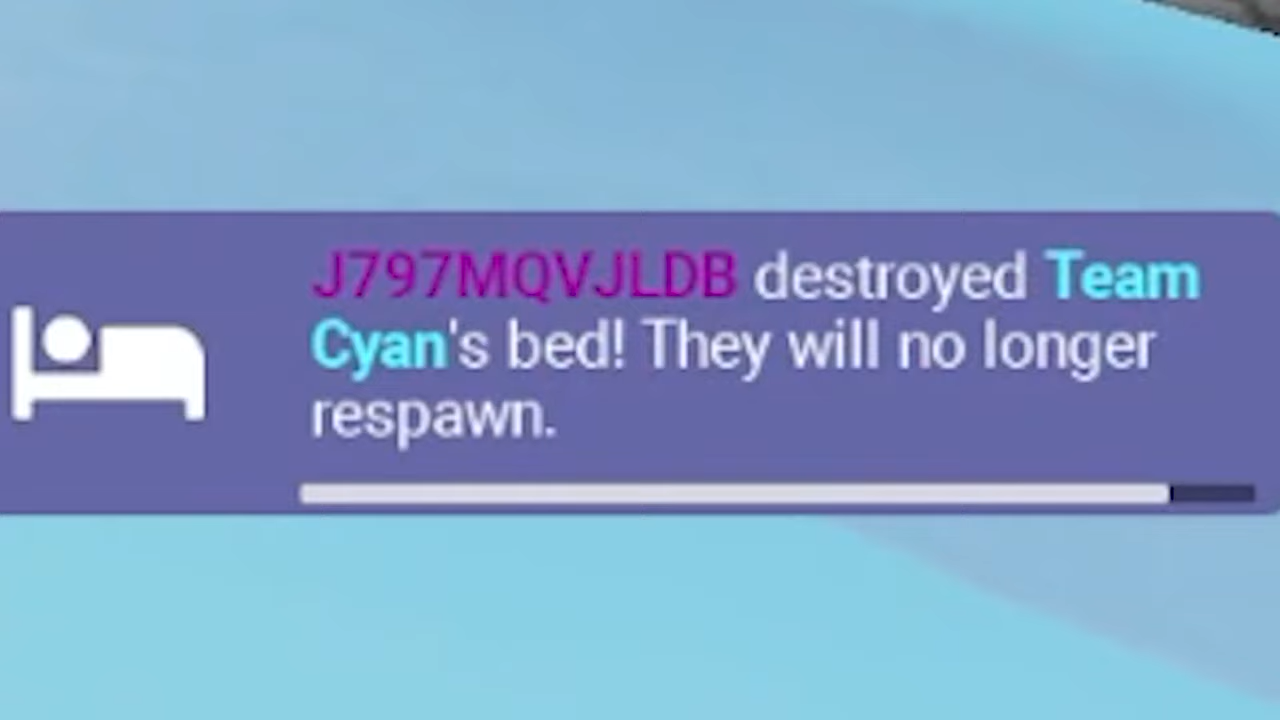 J797MQVJLDB destroyed Team
Cyan's bed! They will no longer
respawn.